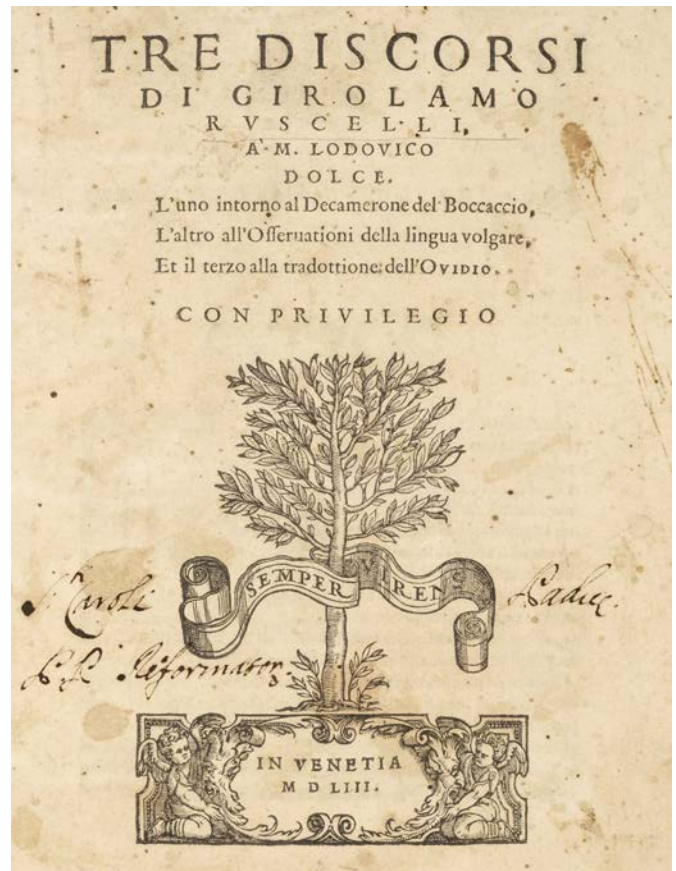 TRE DISCORSI
DI GIROLAMO
RVSCELLI,
A' M. LODOVICO
DOLCE.
L'uno intorno al Decamerone del Boccaccio,
L'altro all'Osseruationi della lingua volgare,
Et il terzo alla tradottione dell'OVIDIO.
CON PRIVILEGIO
SEMPER VIRENS
Reformator
IN VENETIA
M D LIII.